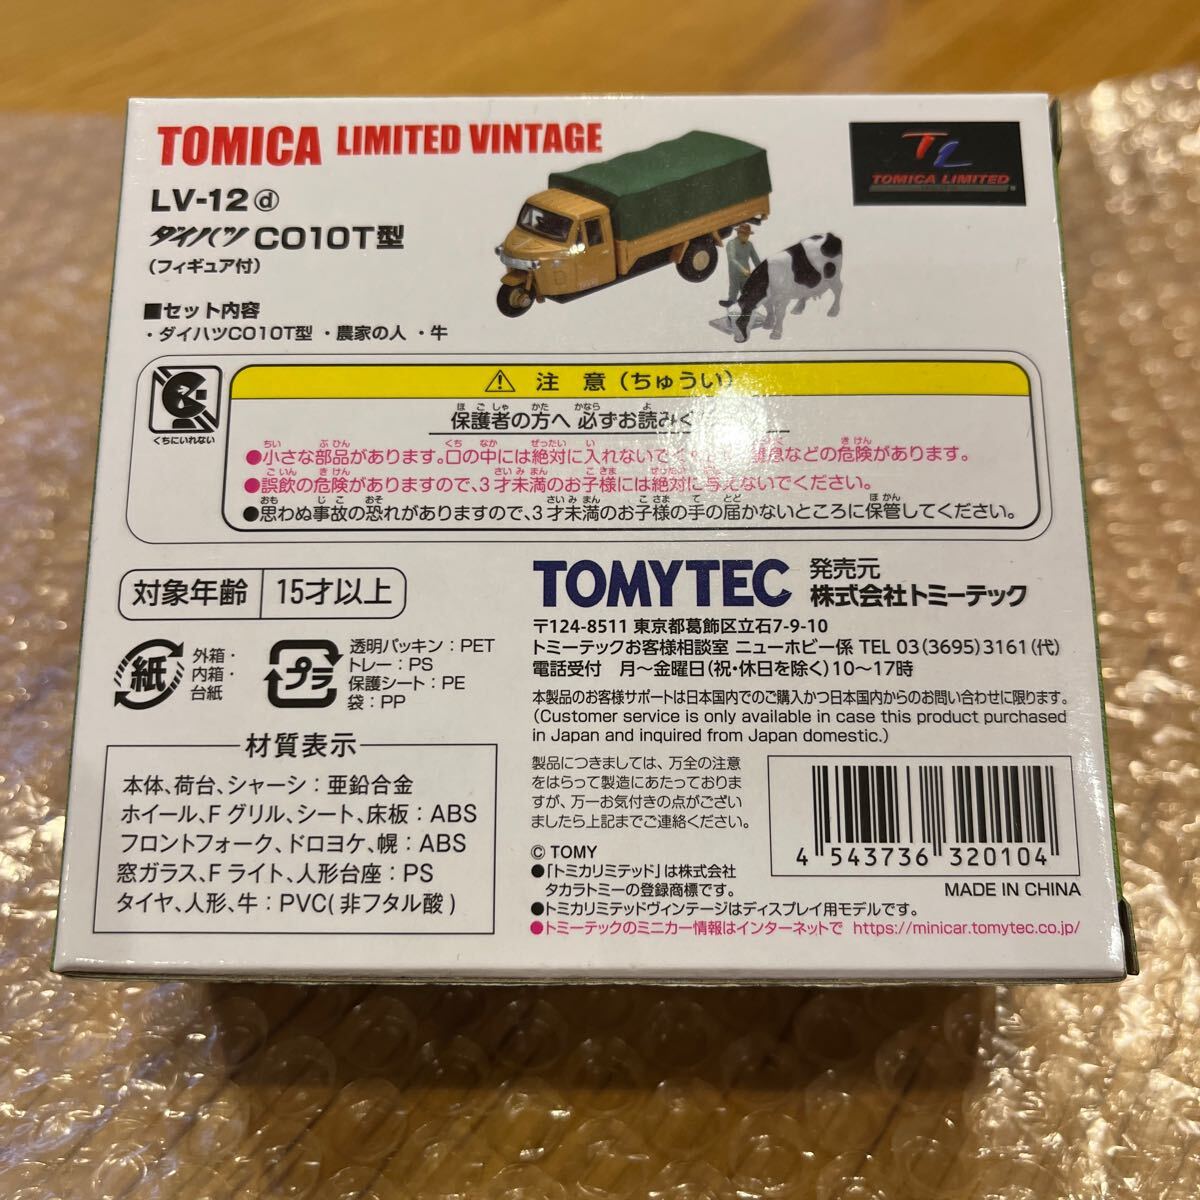 TOMICA LIMITED VINTAGE
TL
TOMICA LIMITED
LV-12 ⓓ
ダイハツ CO10T型
(フィギュア付)
■セット内容
・ダイハツCO10T型 ・農家の人 ・牛
くちにいれない
⚠ 注 意(ちゅうい)
保護者の方へ 必ずお読みく
●小さな部品があります。口の中には絶対に入れないで 息などの危険があります。
●誤飲の危険がありますので、3才未満のお子様には絶対に与えないでください。
●思わぬ事故の恐れがありますので、3才未満のお子様の手の届かないところに保管してください。
対象年齢 15才以上
紙
外箱・
内箱・
台紙
プラ
透明パッキン:PET
トレー:PS
保護シート:PE
袋:PP
材質表示
本体、荷台、シャーシ:亜鉛合金
ホイール、Fグリル、シート、床板:ABS
フロントフォーク、ドロヨケ、幌:ABS
窓ガラス、Fライト、人形台座:PS
タイヤ、人形、牛:PVC(非フタル酸)
TOMYTEC 発売元
株式会社トミーテック
〒124-8511 東京都葛飾区立石7-9-10
トミーテックお客様相談室 ニューホビー係 TEL 03(3695)3161(代)
電話受付 月〜金曜日(祝・休日を除く)10〜17時
本製品のお客様サポートは日本国内でのご購入かつ日本国内からのお問い合わせに限ります。
(Customer service is only available in case this product purchased
in Japan and inquired from Japan domestic.)
製品につきましては、万全の注意
をはらって製造にあたっておりま
すが、万一お気付きの点がござい
ましたら上記までご連絡ください。
© TOMY
●「トミカリミテッド」は株式会社
タカラトミーの登録商標です。
●トミカリミテッドヴィンテージはディスプレイ用モデルです。
●トミーテックのミニカー情報はインターネットで https://minicar.tomytec.co.jp/
4 543736 320104
MADE IN CHINA